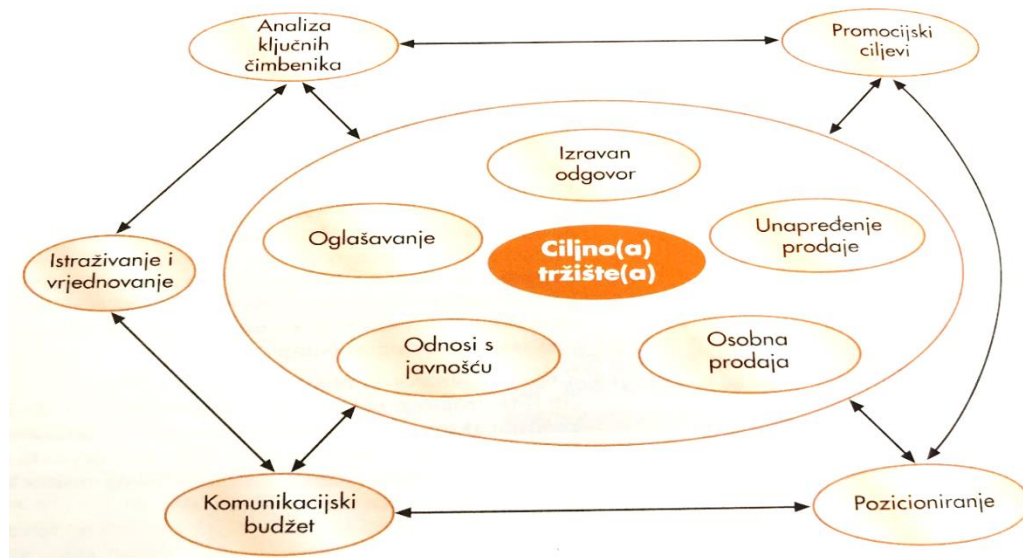 Analiza
ključnih
čimbenika
Promocijski
ciljevi
Izravan
odgovor
Oglašavanje
Unapređenje
prodaje
Ciljno(a)
tržište(a)
Istraživanje i
vrjednovanje
Odnosi s
javnošću
Osobna
prodaja
Komunikacijski
budžet
Pozicioniranje